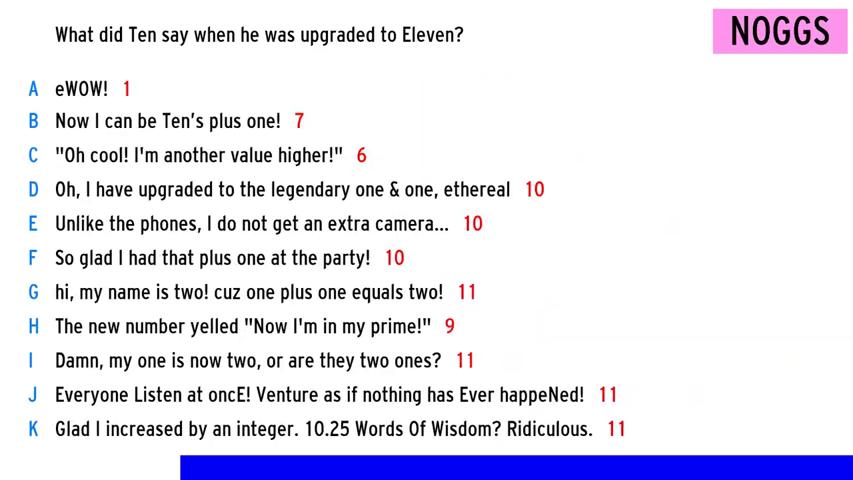 What did Ten say when he was upgraded to Eleven?
NOGGS
A eWOW! 1
B Now I can be Ten's plus one! 7
C "Oh cool! I'm another value higher!" 6
D Oh, I have upgraded to the legendary one & one, ethereal 10
E Unlike the phones, I do not get an extra camera... 10
F So glad I had that plus one at the party! 10
G hi, my name is two! cuz one plus one equals two! 11
H The new number yelled "Now I'm in my prime!" 9
I Damn, my one is now two, or are they two ones? 11
J Everyone Listen at oncE! Venture as if nothing has Ever happeNed! 11
K Glad I increased by an integer. 10.25 Words Of Wisdom? Ridiculous. 11